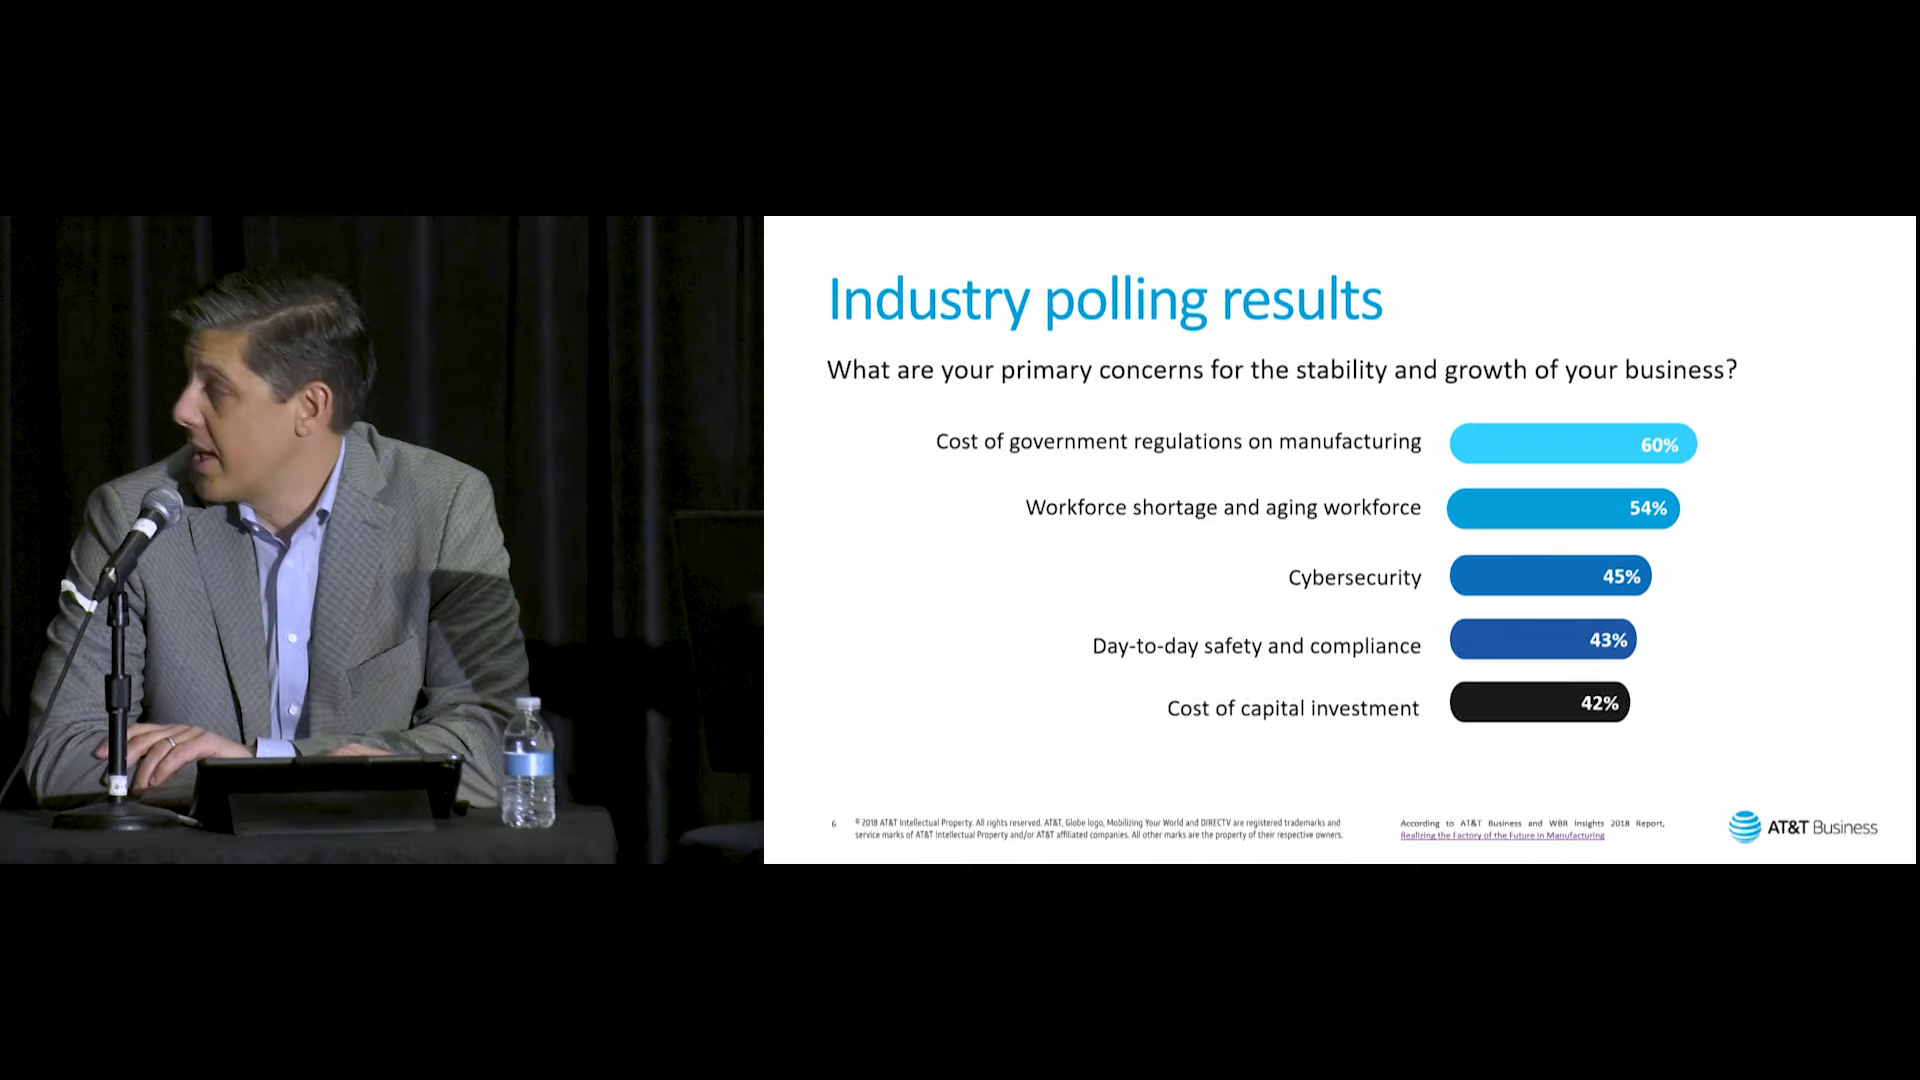 Industry polling results
What are your primary concerns for the stability and growth of your business?
Cost of government regulations on manufacturing 60%
Workforce shortage and aging workforce 54%
Cybersecurity 45%
Day-to-day safety and compliance 43%
Cost of capital investment 42%
6
© 2018 AT&T Intellectual Property. All rights reserved. AT&T, Globe logo, Mobilizing Your World and DIRECTV are registered trademarks and
service marks of AT&T Intellectual Property and/or AT&T affiliated companies. All other marks are the property of their respective owners.
According to AT&T Business and WBR Insights 2018 Report,
Realizing the Factory of the Future in Manufacturing
AT&T Business